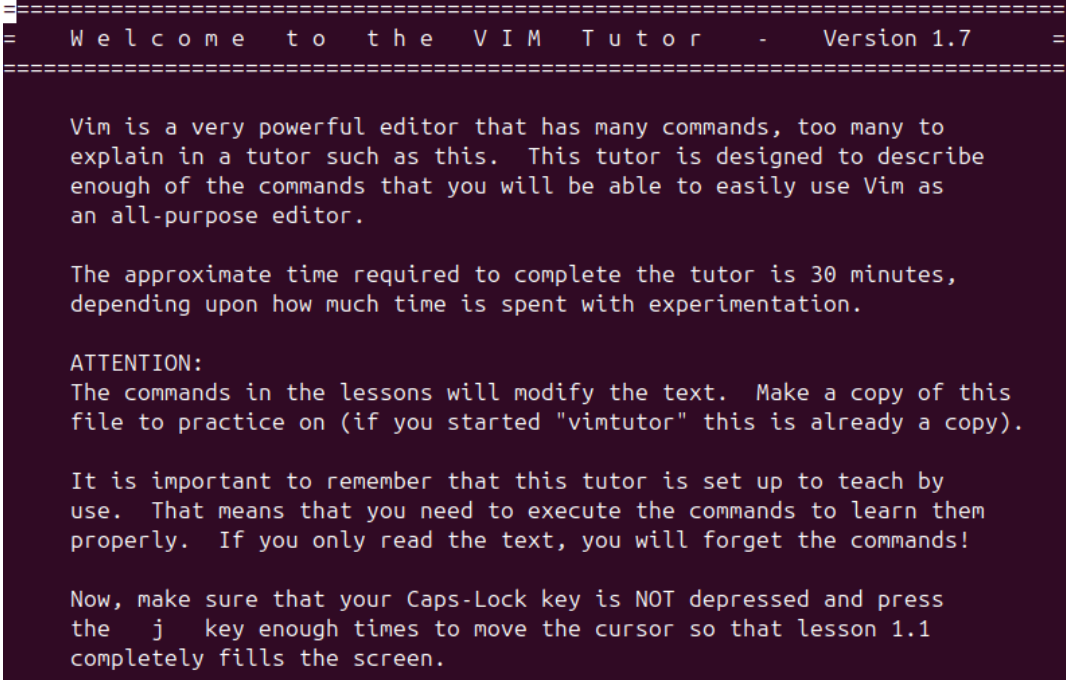 ===============================================================================
=    W e l c o m e   t o   t h e   V I M   T u t o r    -    Version 1.7      =
===============================================================================
Vim is a very powerful editor that has many commands, too many to
explain in a tutor such as this.  This tutor is designed to describe
enough of the commands that you will be able to easily use Vim as
an all-purpose editor.
The approximate time required to complete the tutor is 30 minutes,
depending upon how much time is spent with experimentation.
ATTENTION:
The commands in the lessons will modify the text.  Make a copy of this
file to practice on (if you started "vimtutor" this is already a copy).
It is important to remember that this tutor is set up to teach by
use.  That means that you need to execute the commands to learn them
properly.  If you only read the text, you will forget the commands!
Now, make sure that your Caps-Lock key is NOT depressed and press
the   j   key enough times to move the cursor so that lesson 1.1
completely fills the screen.